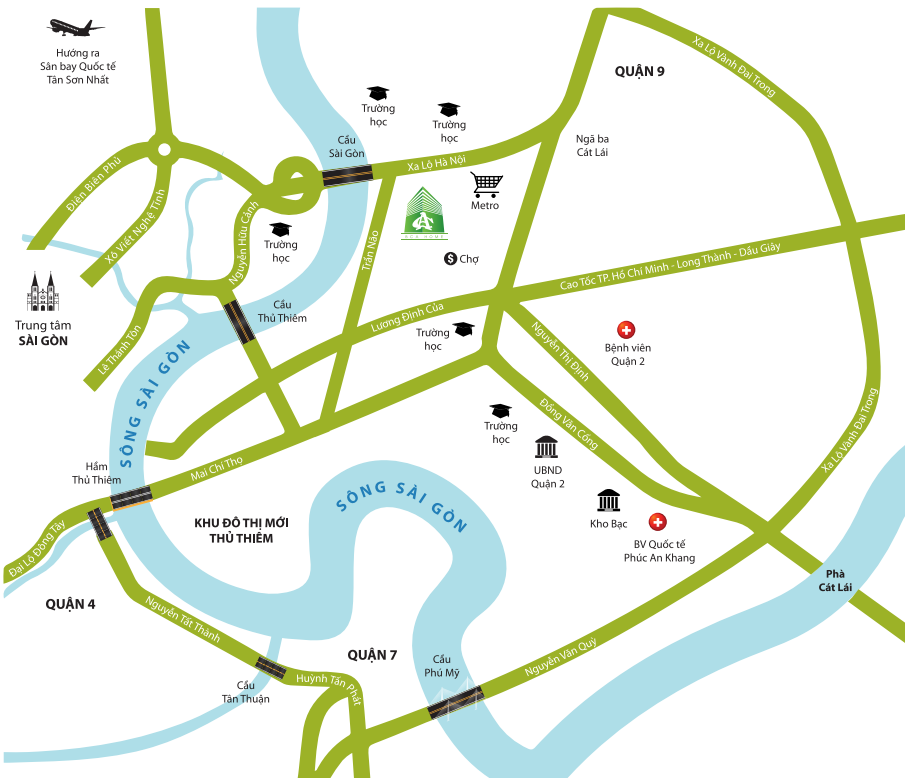 Hướng ra
Sân bay Quốc tế
Tân Sơn Nhất
QUẬN 9
Xa Lộ Vành Đai Trong
Trường
học
Trường
học
Cầu
Sài Gòn
Ngã ba
Cát Lái
Xa Lộ Hà Nội
Điện Biên Phủ
Xô Viết Nghệ Tĩnh
Nguyễn Hữu Cảnh
Metro
Trường
học
Trần Não
$ Chợ
Cao Tốc TP. Hồ Chí Minh - Long Thành - Dầu Giây
Trung tâm
SÀI GÒN
Cầu
Thủ Thiêm
Lương Định Của
Lê Thánh Tôn
Trường
học
Nguyễn Thị Định
Bệnh viên
Quận 2
SÔNG SÀI GÒN
Đồng Văn Cống
Trường
học
Xa Lộ Vành Đài Trong
Hầm
Thủ Thiêm
Mai Chí Thọ
UBND
Quận 2
SÔNG SÀI GÒN
KHU ĐÔ THỊ MỚI
THỦ THIÊM
Kho Bạc
BV Quốc tế
Phúc An Khang
Đại Lộ Đông Tây
Phà
Cát Lái
QUẬN 4
Nguyễn Tất Thành
QUẬN 7
Cầu
Phú Mỹ
Nguyễn Văn Quỳ
Cầu
Tân Thuận
Huỳnh Tấn Phát